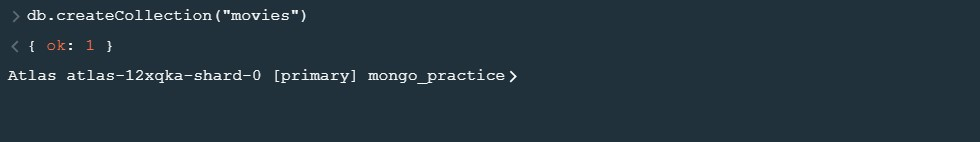 > db.createCollection("movies")
< { ok: 1 }
Atlas atlas-12xqka-shard-0 [primary] mongo_practice>